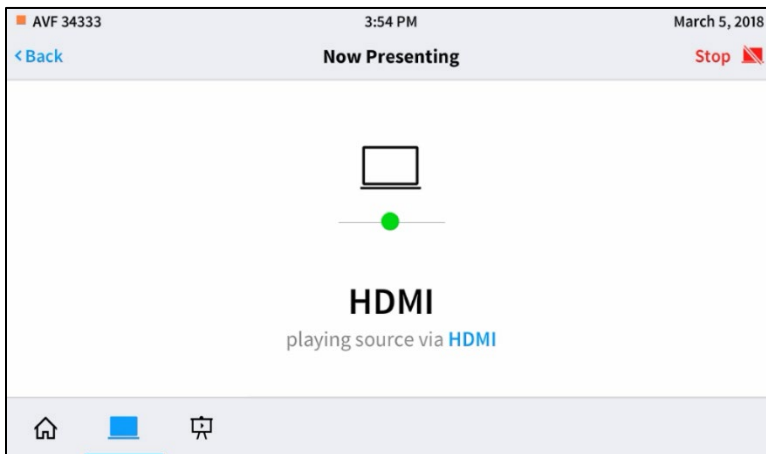 AVF 34333 3:54 PM March 5, 2018
<Back Now Presenting Stop
HDMI
playing source via HDMI